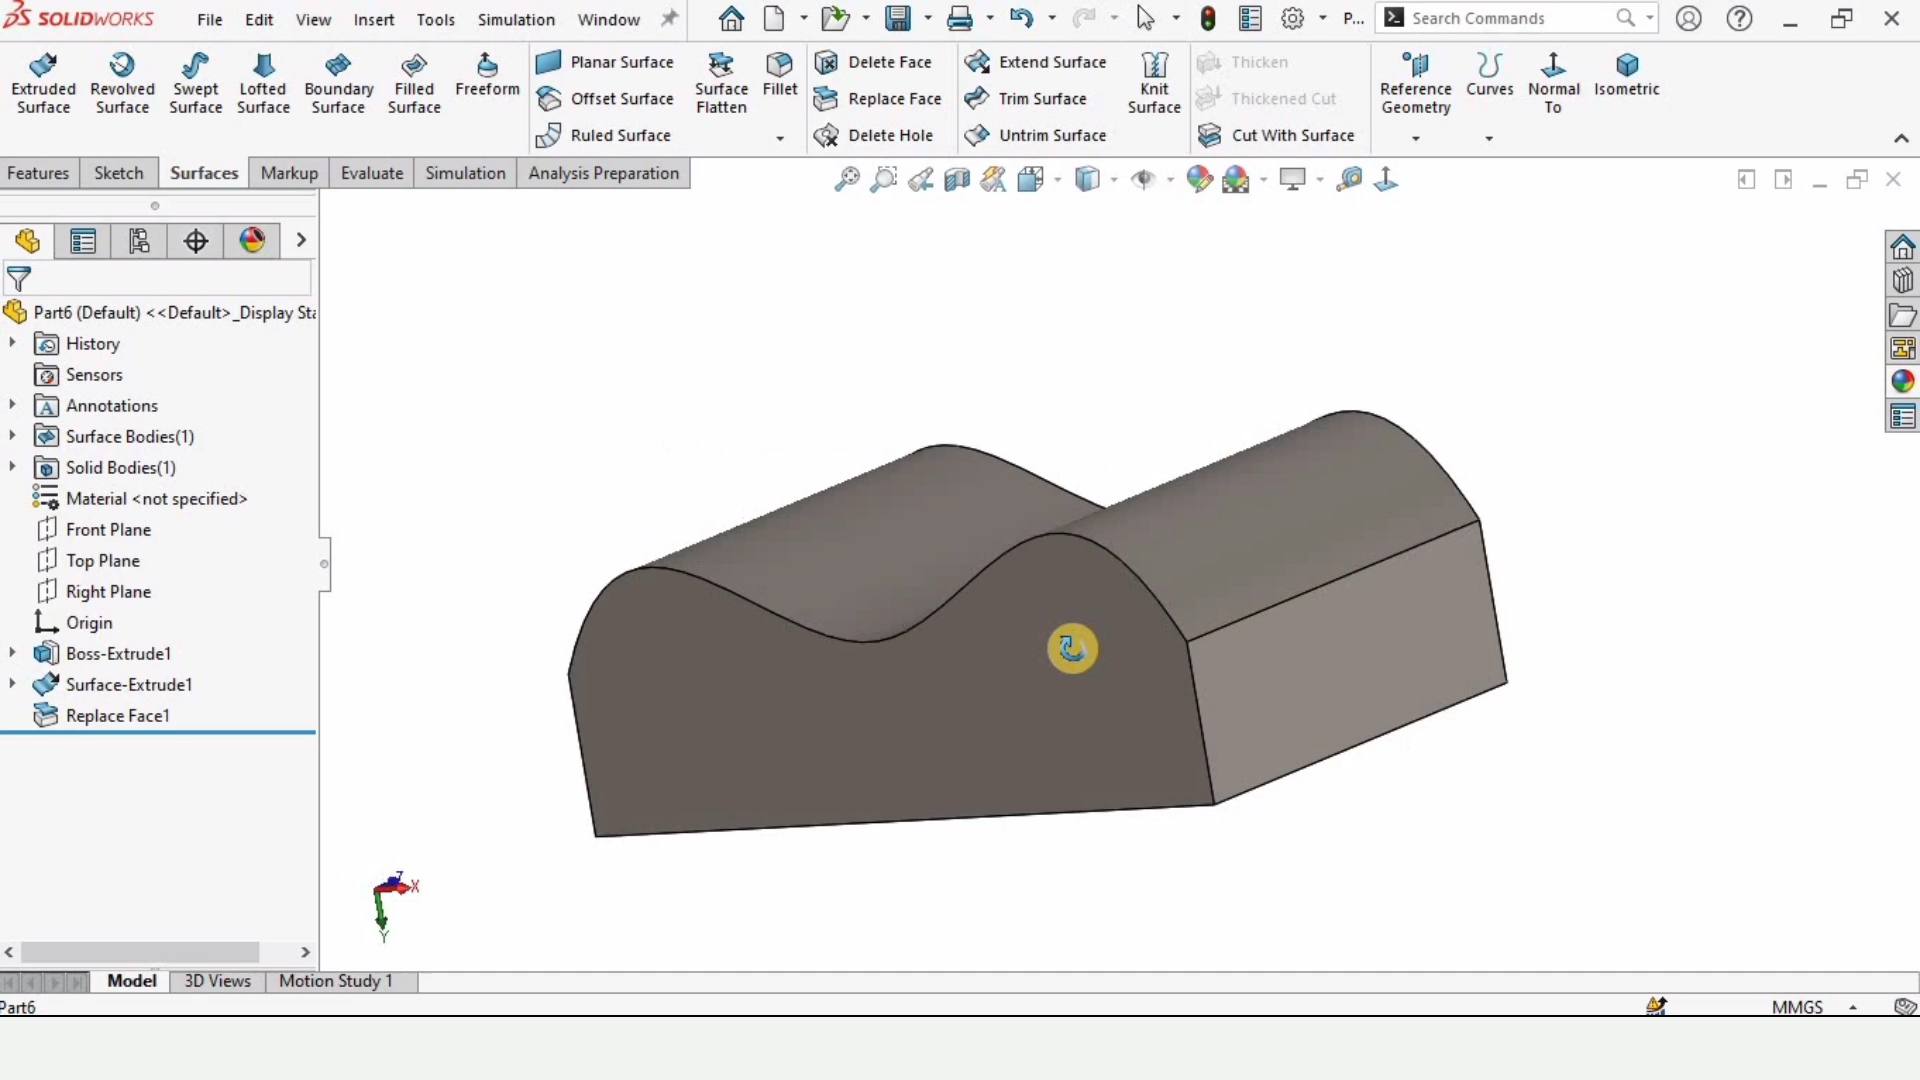 SOLIDWORKS File Edit View Insert Tools Simulation Window P... Search Commands
Extruded Surface
Revolved Surface
Swept Surface
Lofted Surface
Boundary Surface
Filled Surface
Freeform
Planar Surface
Offset Surface
Ruled Surface
Surface Flatten
Fillet
Delete Face
Replace Face
Delete Hole
Extend Surface
Trim Surface
Untrim Surface
Knit Surface
Thicken
Thickened Cut
Cut With Surface
Reference Geometry
Curves
Normal To
Isometric
Features Sketch Surfaces Markup Evaluate Simulation Analysis Preparation
Part6 (Default) <<Default>_Display Sta
History
Sensors
Annotations
Surface Bodies(1)
Solid Bodies(1)
Material <not specified>
Front Plane
Top Plane
Right Plane
Origin
Boss-Extrude1
Surface-Extrude1
Replace Face1
Z
X
Y
Model 3D Views Motion Study 1
Part6 MMGS